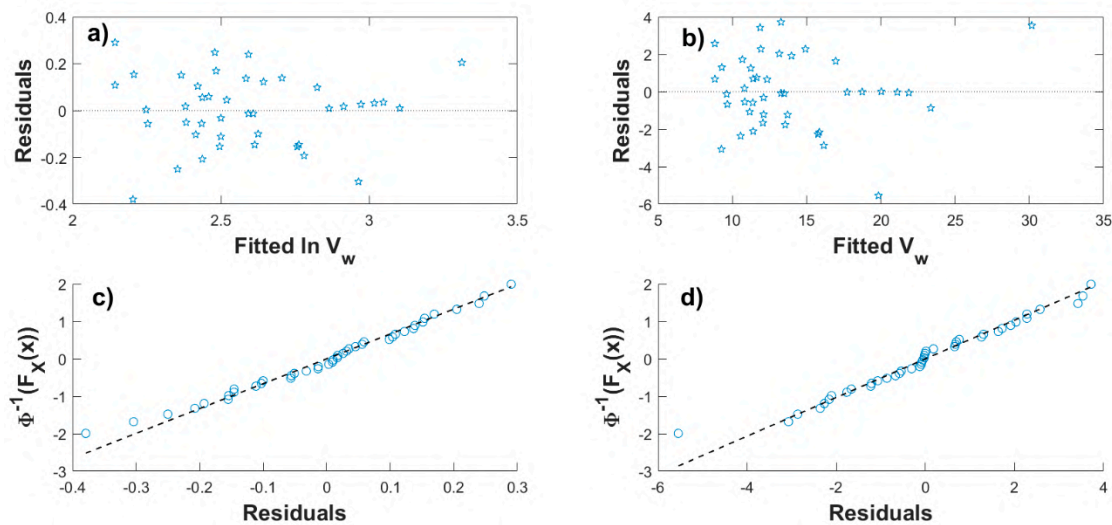 a)
Residuals
0.4
0.2
0
-0.2
-0.4
2 2.5 3 3.5
Fitted ln V_w
b)
Residuals
4
2
0
-2
-4
-6
5 10 15 20 25 30 35
Fitted V_w
c)
Φ^-1(F_X(x))
2
1
0
-1
-2
-3
-0.4 -0.3 -0.2 -0.1 0 0.1 0.2 0.3
Residuals
d)
Φ^-1(F_X(x))
2
1
0
-1
-2
-3
-6 -4 -2 0 2 4
Residuals